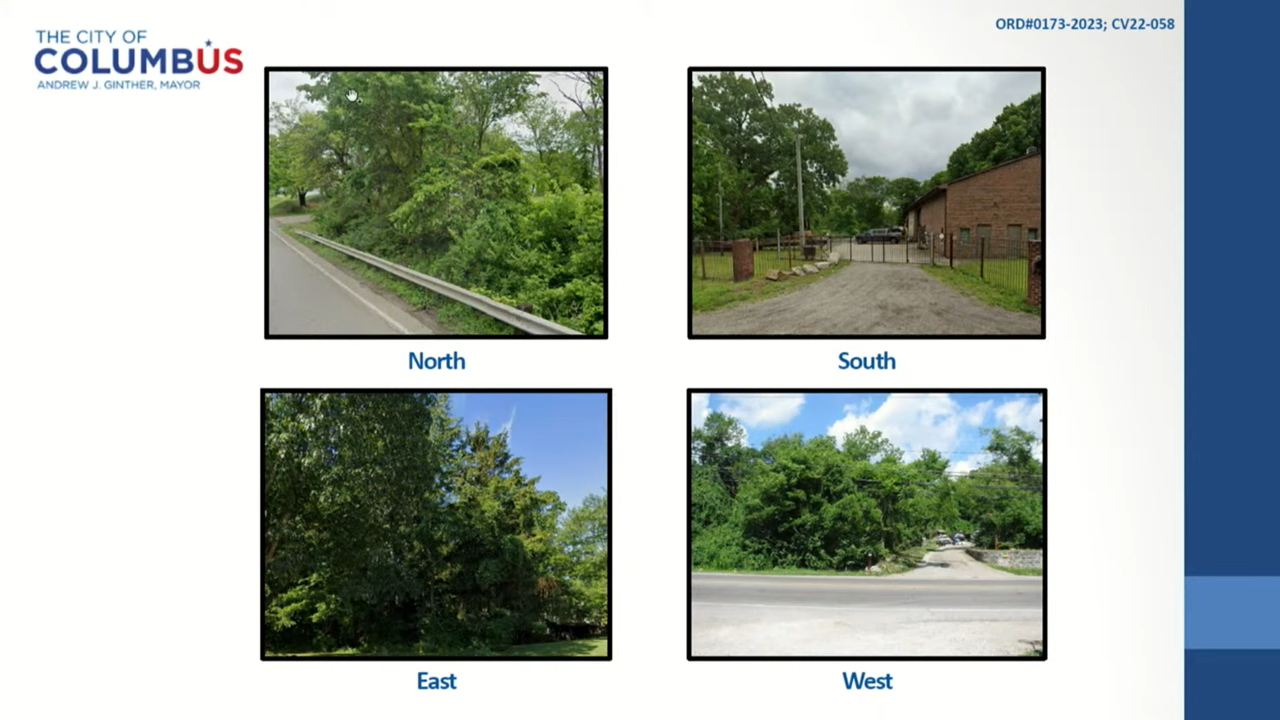 THE CITY OF
COLUMBUS
ANDREW J. GINTHER, MAYOR
ORD#0173-2023; CV22-058
North
South
East
West